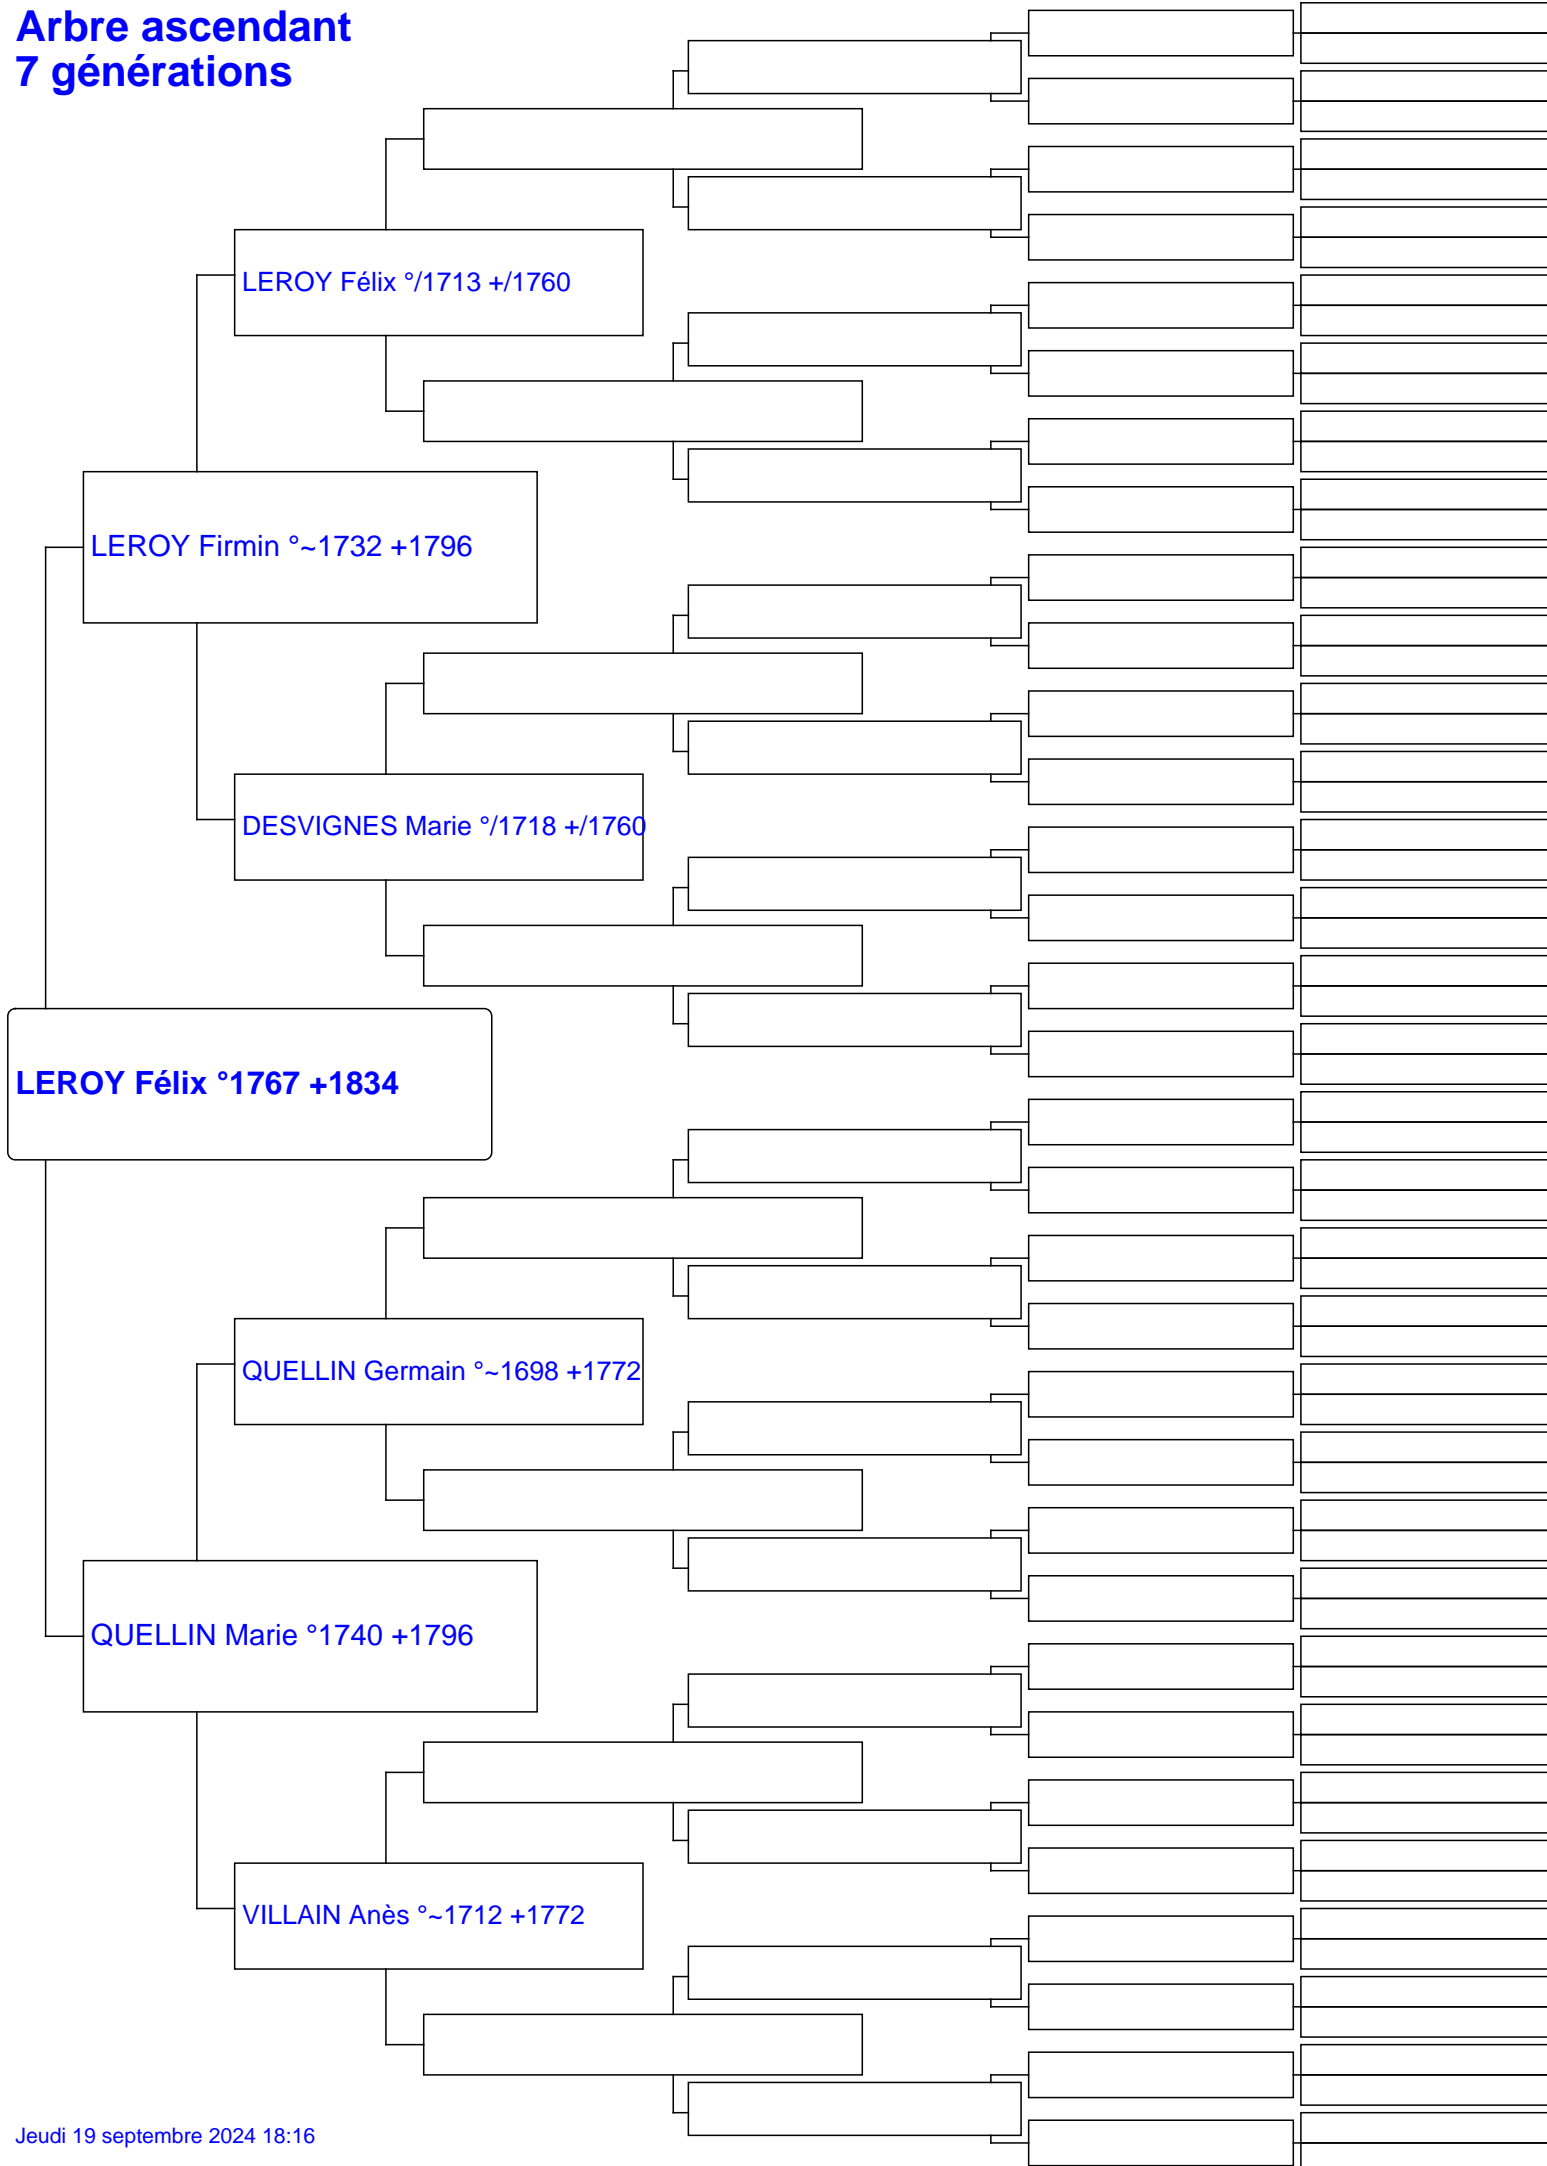 Arbre ascendant
7 générations
LEROY Félix °/1713 +/1760
LEROY Firmin °~1732 +1796
DESVIGNES Marie °/1718 +/1760
LEROY Félix °1767 +1834
QUELLIN Germain °~1698 +1772
QUELLIN Marie °1740 +1796
VILLAIN Anès °~1712 +1772
Jeudi 19 septembre 2024 18:16